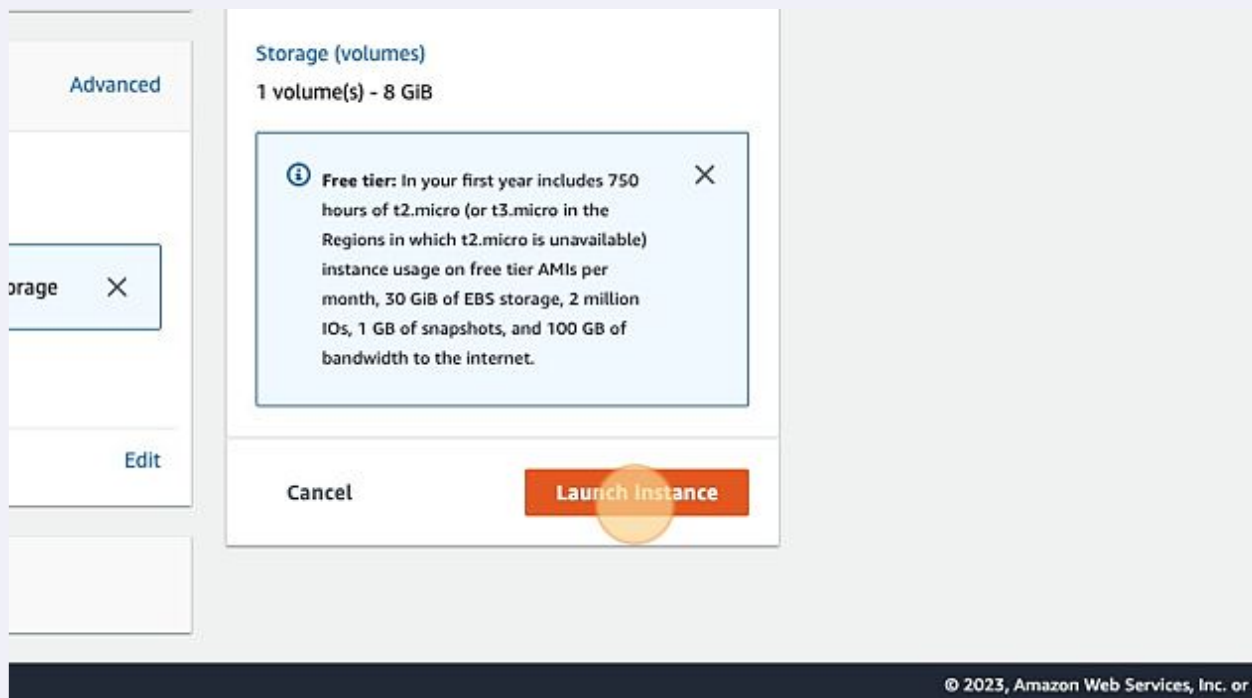 Advanced
orage
Edit
Storage (volumes)
1 volume(s) - 8 GiB
Free tier: In your first year includes 750
hours of t2.micro (or t3.micro in the
Regions in which t2.micro is unavailable)
instance usage on free tier AMIs per
month, 30 GiB of EBS storage, 2 million
IOs, 1 GB of snapshots, and 100 GB of
bandwidth to the internet.
Cancel
Launch instance
© 2023, Amazon Web Services, Inc. or